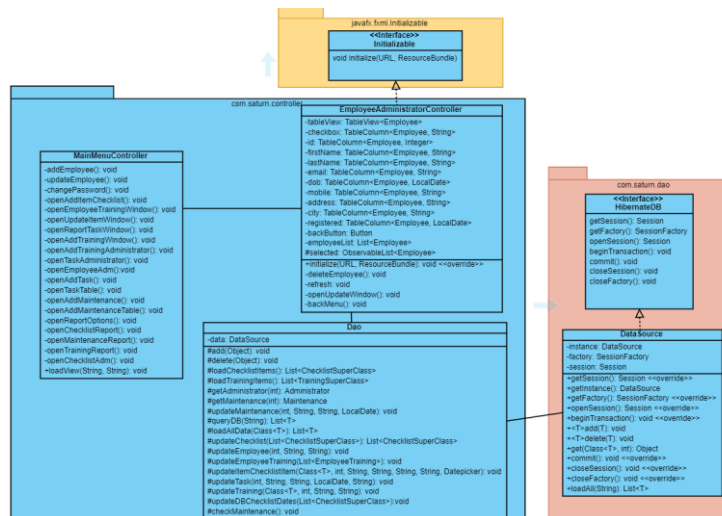 javafx.fxml.Initializable
<<Interface>>
Initializable
void initialize(URL, ResourceBundle)
com.saturn.controller
EmployeeAdministratorController
-tableView: TableView<Employee>
-checkbox: TableColumn<Employee, String>
-id: TableColumn<Employee, Integer>
-firstName: TableColumn<Employee, String>
-lastName: TableColumn<Employee, String>
-email: TableColumn<Employee, String>
-dob: TableColumn<Employee, LocalDate>
-mobile: TableColumn<Employee, String>
-address: TableColumn<Employee, String>
-city: TableColumn<Employee, String>
-registered: TableColumn<Employee, LocalDate>
-backButton: Button
-employeeList: List<Employee>
#selected: ObservableList<Employee>
+initialize(URL, ResourceBundle): void <<override>>
-deleteEmployee(): void
-refresh: void
-openUpdateWindow(): void
-backMenu(): void
MainMenuController
-addEmployee(): void
-updateEmployee(): void
-changePassword(): void
-openAddItemChecklist(): void
-openEmployeeTrainingWindow(): void
-openUpdateItemWindow(): void
-openReportTaskWindow(): void
-openAddTrainingWindow(): void
-openAddTrainingAdministrator(): void
-openTaskAdministrator(): void
-openEmployeeAdm(): void
-openAddTask(): void
-openTaskTable(): void
-openAddMaintenance(): void
-openAddMaintenanceTable(): void
-openReportOptions(): void
-openChecklistReport(): void
-openMaintenanceReport(): void
-openTrainingReport(): void
-openChecklistAdm(): void
+loadView(String, String): void
Dao
-data: DataSource
#add(Object): void
#delete(Object): void
#loadChecklistItems(): List<ChecklistSuperClass>
#loadTrainingItems(): List<TrainingSuperClass>
#getAdministrator(int): Administrator
#getMaintenance(int): Maintenance
#updateMaintenance(int, String, String, LocalDate): void
#queryDB(String): List<T>
#loadAllData(Class<T>): List<T>
#updateChecklist(List<ChecklistSuperClass>): List<ChecklistSuperClass>
#updateEmployee(int, String, String): void
#updateEmployeeTraining(List<EmployeeTraining>): void
#updateItemChecklistItem(Class<T>, int, String, String, String, String, Datepicker): void
#updateTask(int, String, String, LocalDate, String): void
#updateTraining(Class<T>, int, String, String): void
#updateDBChecklistDates(List<ChecklistSuperClass>):void
#checkMaintenance(): void
com.saturn.dao
<<Interface>>
HibernateDB
getSession(): Session
getFactory(): SessionFactory
openSession(): Session
beginTransaction(): void
commit(): void
closeSession(): void
closeFactory(): void
DataSource
-instance: DataSource
-factory: SessionFactory
-session: Session
+getSession(): Session <<override>>
+getInstance(): DataSource
+getFactory(): SessionFactory <<override>>
+openSession(): Session <<override>>
+beginTransaction(): void <<override>>
+<T>add(T): void
+<T>delete(T): void
+get(Class<T>, int): Object
+commit(): void <<override>>
+closeSession(): void <<override>>
+closeFactory(): void <<override>>
+loadAll(String): List<T>